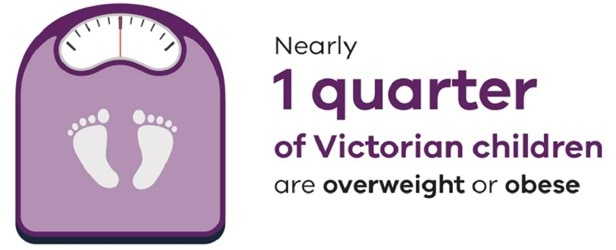 Nearly
1 quarter
of Victorian children
are overweight or obese